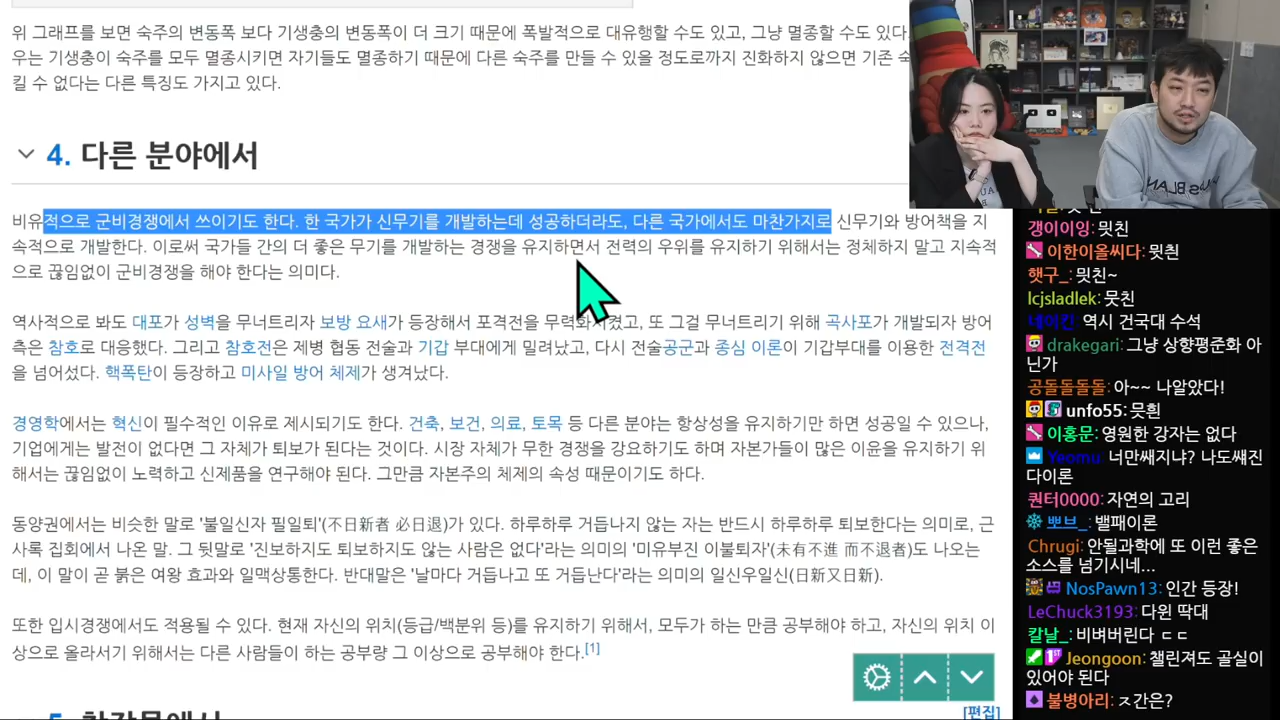 위 그래프를 보면 숙주의 변동폭 보다 기생충의 변동폭이 더 크기 때문에 폭발적으로 대유행할 수도 있고, 그냥 멸종할 수도 있다
우는 기생충이 숙주를 모두 멸종시키면 자기들도 멸종하기 때문에 다른 숙주를 만들 수 있을 정도로까지 진화하지 않으면 기존
킬 수 없다는 다른 특징도 가지고 있다.
4. 다른 분야에서
비유적으로 군비경쟁에서 쓰이기도 한다. 한 국가가 신무기를 개발하는데 성공하더라도, 다른 국가에서도 마찬가지로 신무기와 방어책을 지
속적으로 개발한다. 이로써 국가들 간의 더 좋은 무기를 개발하는 경쟁을 유지하면서 전력의 우위를 유지하기 위해서는 정체하지 말고 지속적
으로 끊임없이 군비경쟁을 해야 한다는 의미다.
역사적으로 봐도 대포가 성벽을 무너트리자 보방 요새가 등장해서 포격전을 무력화시켰고, 또 그걸 무너트리기 위해 곡사포가 개발되자 방어
측은 참호로 대응했다. 그리고 참호전은 제병 협동 전술과 기갑 부대에게 밀려났고, 다시 전술공군과 종심 이론이 기갑부대를 이용한 전격전
을 넘어섰다. 핵폭탄이 등장하고 미사일 방어 체제가 생겨났다.
경영학에서는 혁신이 필수적인 이유로 제시되기도 한다. 건축, 보건, 의료, 토목 등 다른 분야는 항상성을 유지하기만 하면 성공일 수 있으나,
기업에게는 발전이 없다면 그 자체가 퇴보가 된다는 것이다. 시장 자체가 무한 경쟁을 강요하기도 하며 자본가들이 많은 이윤을 유지하기 위
해서는 끊임없이 노력하고 신제품을 연구해야 된다. 그만큼 자본주의 체제의 속성 때문이기도 하다.
동양권에서는 비슷한 말로 '불일신자 필일퇴'(不日新者 必日退)가 있다. 하루하루 거듭나지 않는 자는 반드시 하루하루 퇴보한다는 의미로, 근
사록 집회에서 나온 말. 그 뒷말로 '진보하지도 퇴보하지도 않는 사람은 없다'라는 의미의 '미유부진 이불퇴자'(未有不進 而不退者)도 나오는
데, 이 말이 곧 붉은 여왕 효과와 일맥상통한다. 반대말은 '날마다 거듭나고 또 거듭난다'라는 의미의 일신우일신(日新又日新).
또한 입시경쟁에서도 적용될 수 있다. 현재 자신의 위치(등급/백분위 등)를 유지하기 위해서, 모두가 하는 만큼 공부해야 하고, 자신의 위치 이
상으로 올라서기 위해서는 다른 사람들이 하는 공부량 그 이상으로 공부해야 한다.[1]
[편집]
갱이이잉: 믯친
이한이올씨다: 믯친
햇구_: 믯친~
lcjsladlek: 뭇친
네이킨: 역시 건국대 수석
drakegari: 그냥 상향평준화 아
닌가
공돌돌돌돌: 아~~ 나알았다!
unfo55: 뭇흰
이홍문: 영원한 강자는 없다
Yeomu: 너만쌔지냐? 나도쌔진
다이론
퀀터0000: 자연의 고리
뽀브_: 밸패이론
Chrugi: 안될과학에 또 이런 좋은
소스를 넘기시네...
NosPawn13: 인간 등장!
LeChuck3193: 다윈 딱대
칼날_: 비벼버린다 ㄷㄷ
Jeongoon: 챌린져도 골실이
있어야 된다
불병아리: ㅈ간은?